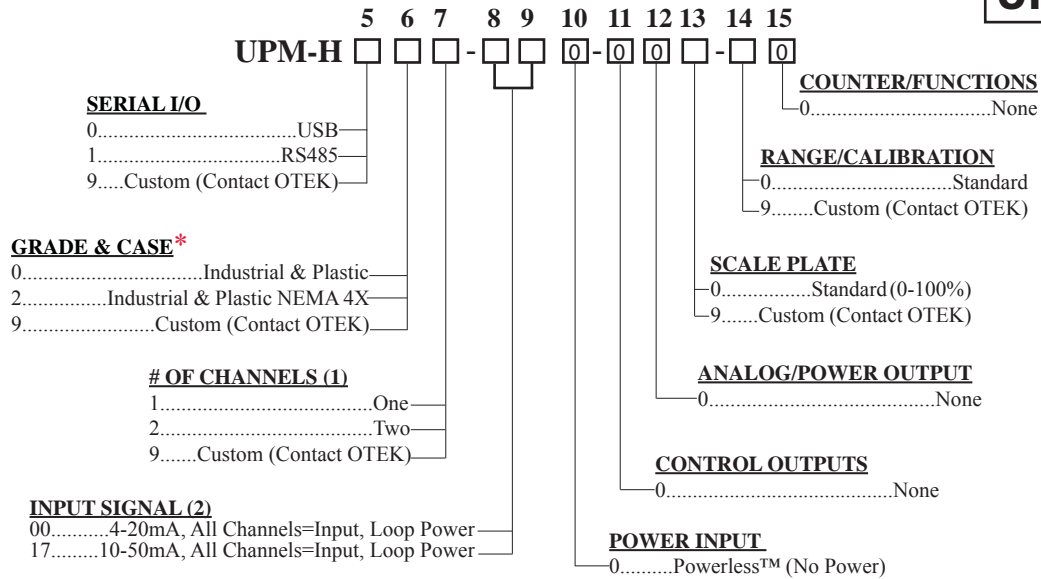 5 6 7 8 9 10 11 12 13 14 15
UPM-H □ □ □ - □ □ 0 - 0 0 □ - □ 0
COUNTER/FUNCTIONS
0....................................None
SERIAL I/O
0................................USB
1.............................RS485
9.....Custom (Contact OTEK)
RANGE/CALIBRATION
0................................Standard
9........Custom (Contact OTEK)
GRADE & CASE*
0...............................Industrial & Plastic
2...............Industrial & Plastic NEMA 4X
9.......................Custom (Contact OTEK)
SCALE PLATE
0...............Standard (0-100%)
9.......Custom (Contact OTEK)
# OF CHANNELS (1)
1.....................................One
2.....................................Two
9.......Custom (Contact OTEK)
ANALOG/POWER OUTPUT
0.......................................None
CONTROL OUTPUTS
0.......................................None
INPUT SIGNAL (2)
00..........4-20mA, All Channels=Input, Loop Power
17.........10-50mA, All Channels=Input, Loop Power
POWER INPUT
0..........Powerless™ (No Power)